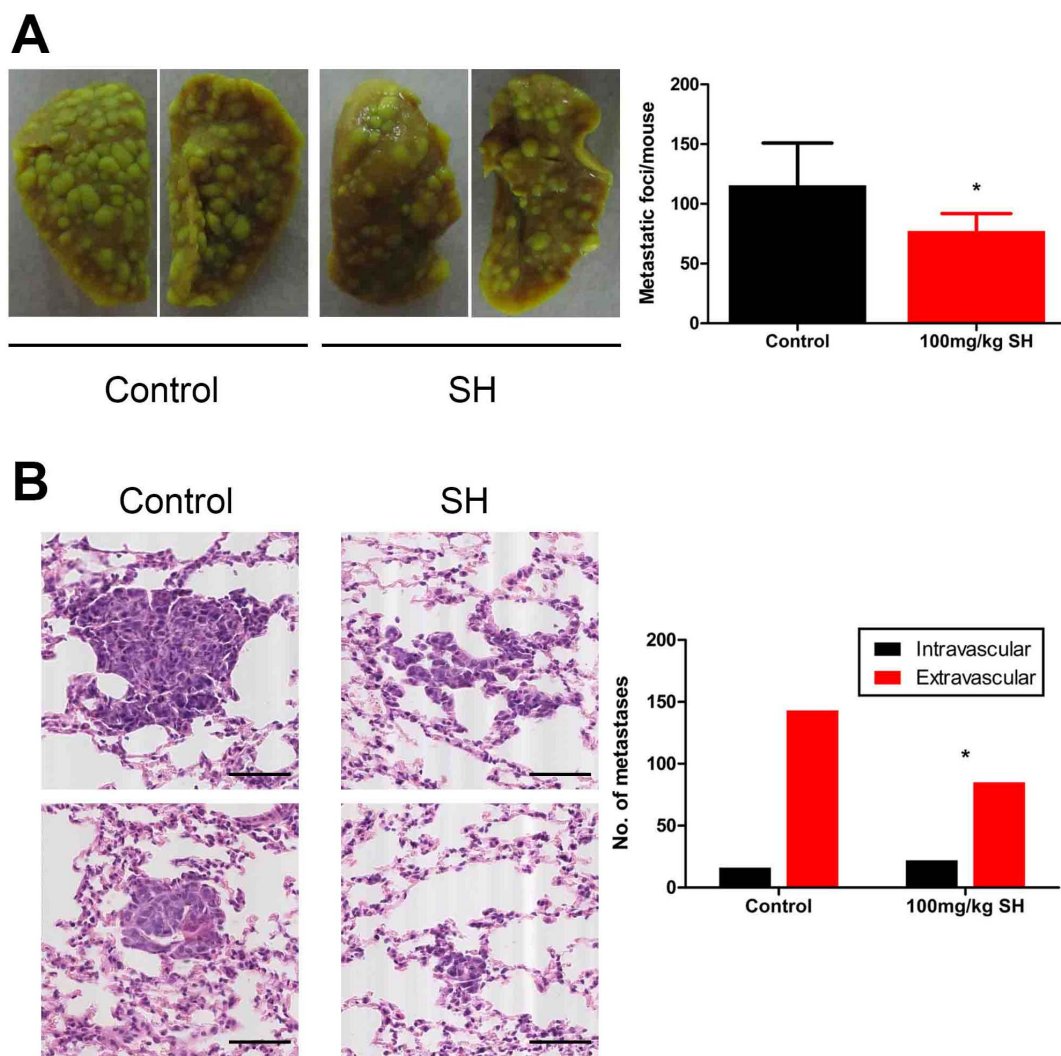 A
Control
SH
Metastatic foci/mouse
200
150
100
50
0
*
Control
100mg/kg SH
B
Control
SH
No. of metastases
200
150
100
50
0
Intravascular
Extravascular
*
Control
100mg/kg SH